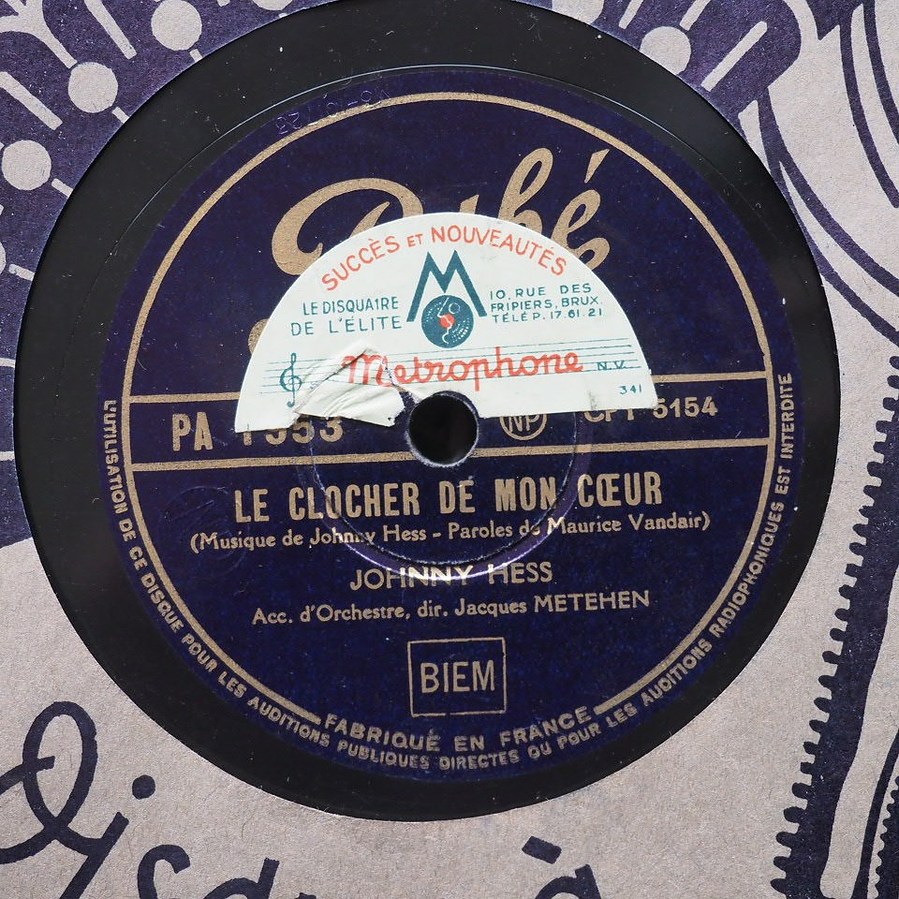 SUCCÈS ET NOUVEAUTÉS
LE DISQUAIRE
DE L'ÉLITE
M
10, RUE DES
FRIPIERS, BRUX.
TÉLÉP. 17.61.21
Metrophone
N.V.
341
PA
NP
5154
LE CLOCHER DE MON CŒUR
(Musique de Johnny Hess - Paroles de Maurice Vandair)
JOHNNY HESS
Acc. d'Orchestre, dir. Jacques METEHEN
BIEM
FABRIQUÉ EN FRANCE
L'UTILISATION DE CE DISQUE POUR LES AUDITIONS PUBLIQUES DIRECTES OU POUR LES AUDITIONS RADIOPHONIQUES EST INTERDITE
à